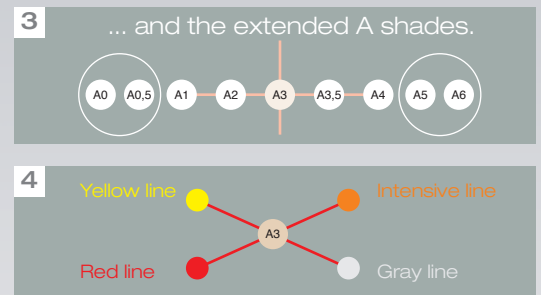 3
... and the extended A shades.
A0 A0,5 A1 A2 A3 A3,5 A4 A5 A6
4
Yellow line Intensive line
A3
Red line Gray line